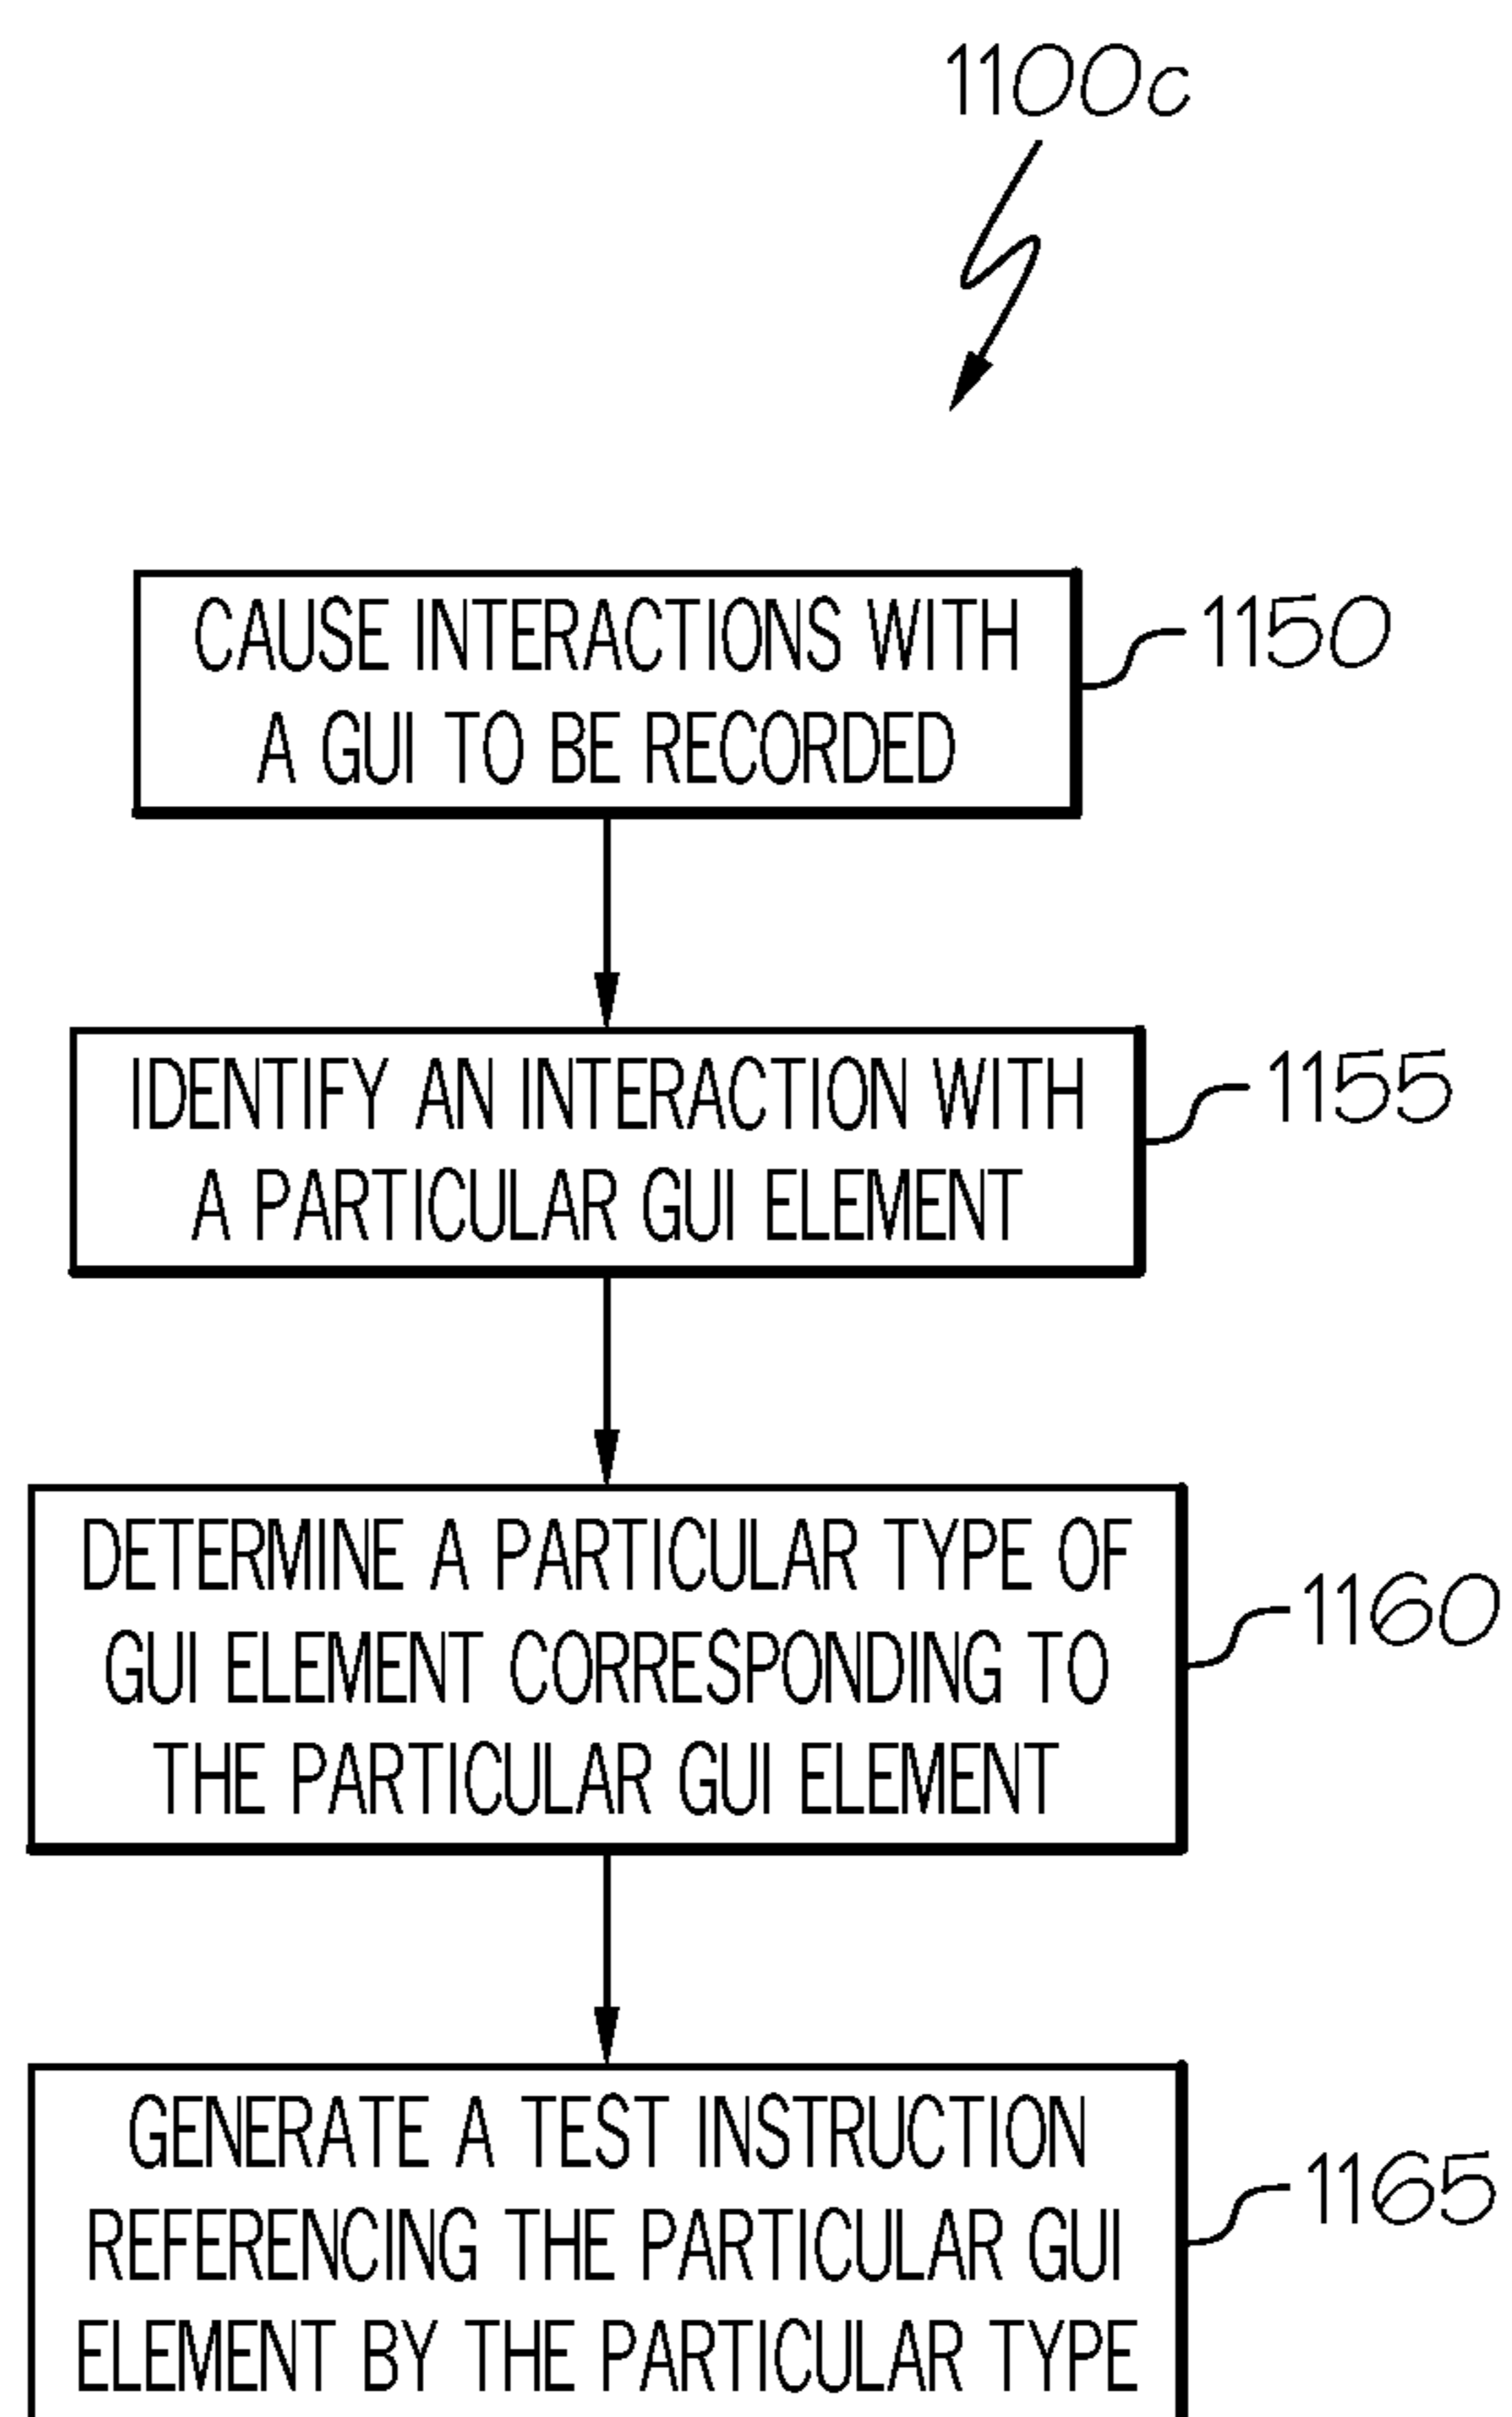 1100c
CAUSE INTERACTIONS WITH
A GUI TO BE RECORDED
1150
IDENTIFY AN INTERACTION WITH
A PARTICULAR GUI ELEMENT
1155
DETERMINE A PARTICULAR TYPE OF
GUI ELEMENT CORRESPONDING TO
THE PARTICULAR GUI ELEMENT
1160
GENERATE A TEST INSTRUCTION
REFERENCING THE PARTICULAR GUI
ELEMENT BY THE PARTICULAR TYPE
1165